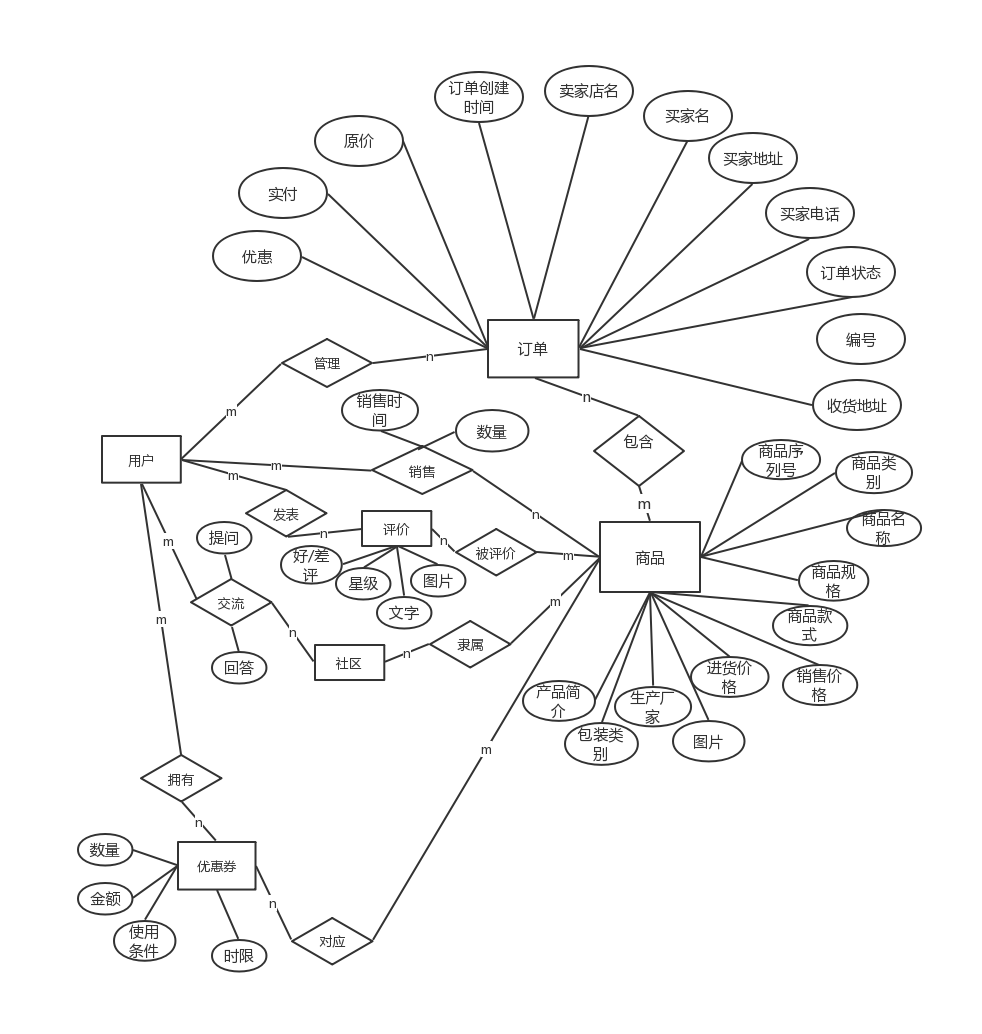 订单创建
时间
卖家店名
买家名
原价
买家地址
实付
买家电话
优惠
订单状态
订单
编号
管理
n
收货地址
m
销售时
间
数量
n
包含
用户
m
销售
m
商品序
列号
商品类
别
发表
n
m
评价
n
商品名
称
提问
n
被评价
m
商品
m
好/差
评
星级
图片
文字
商品规
格
交流
m
n
m
商品款
式
社区
n
隶属
回答
进货价
格
销售价
格
产品简
介
生产厂
家
包装类
别
图片
m
拥有
n
数量
优惠券
金额
n
使用
条件
时限
对应